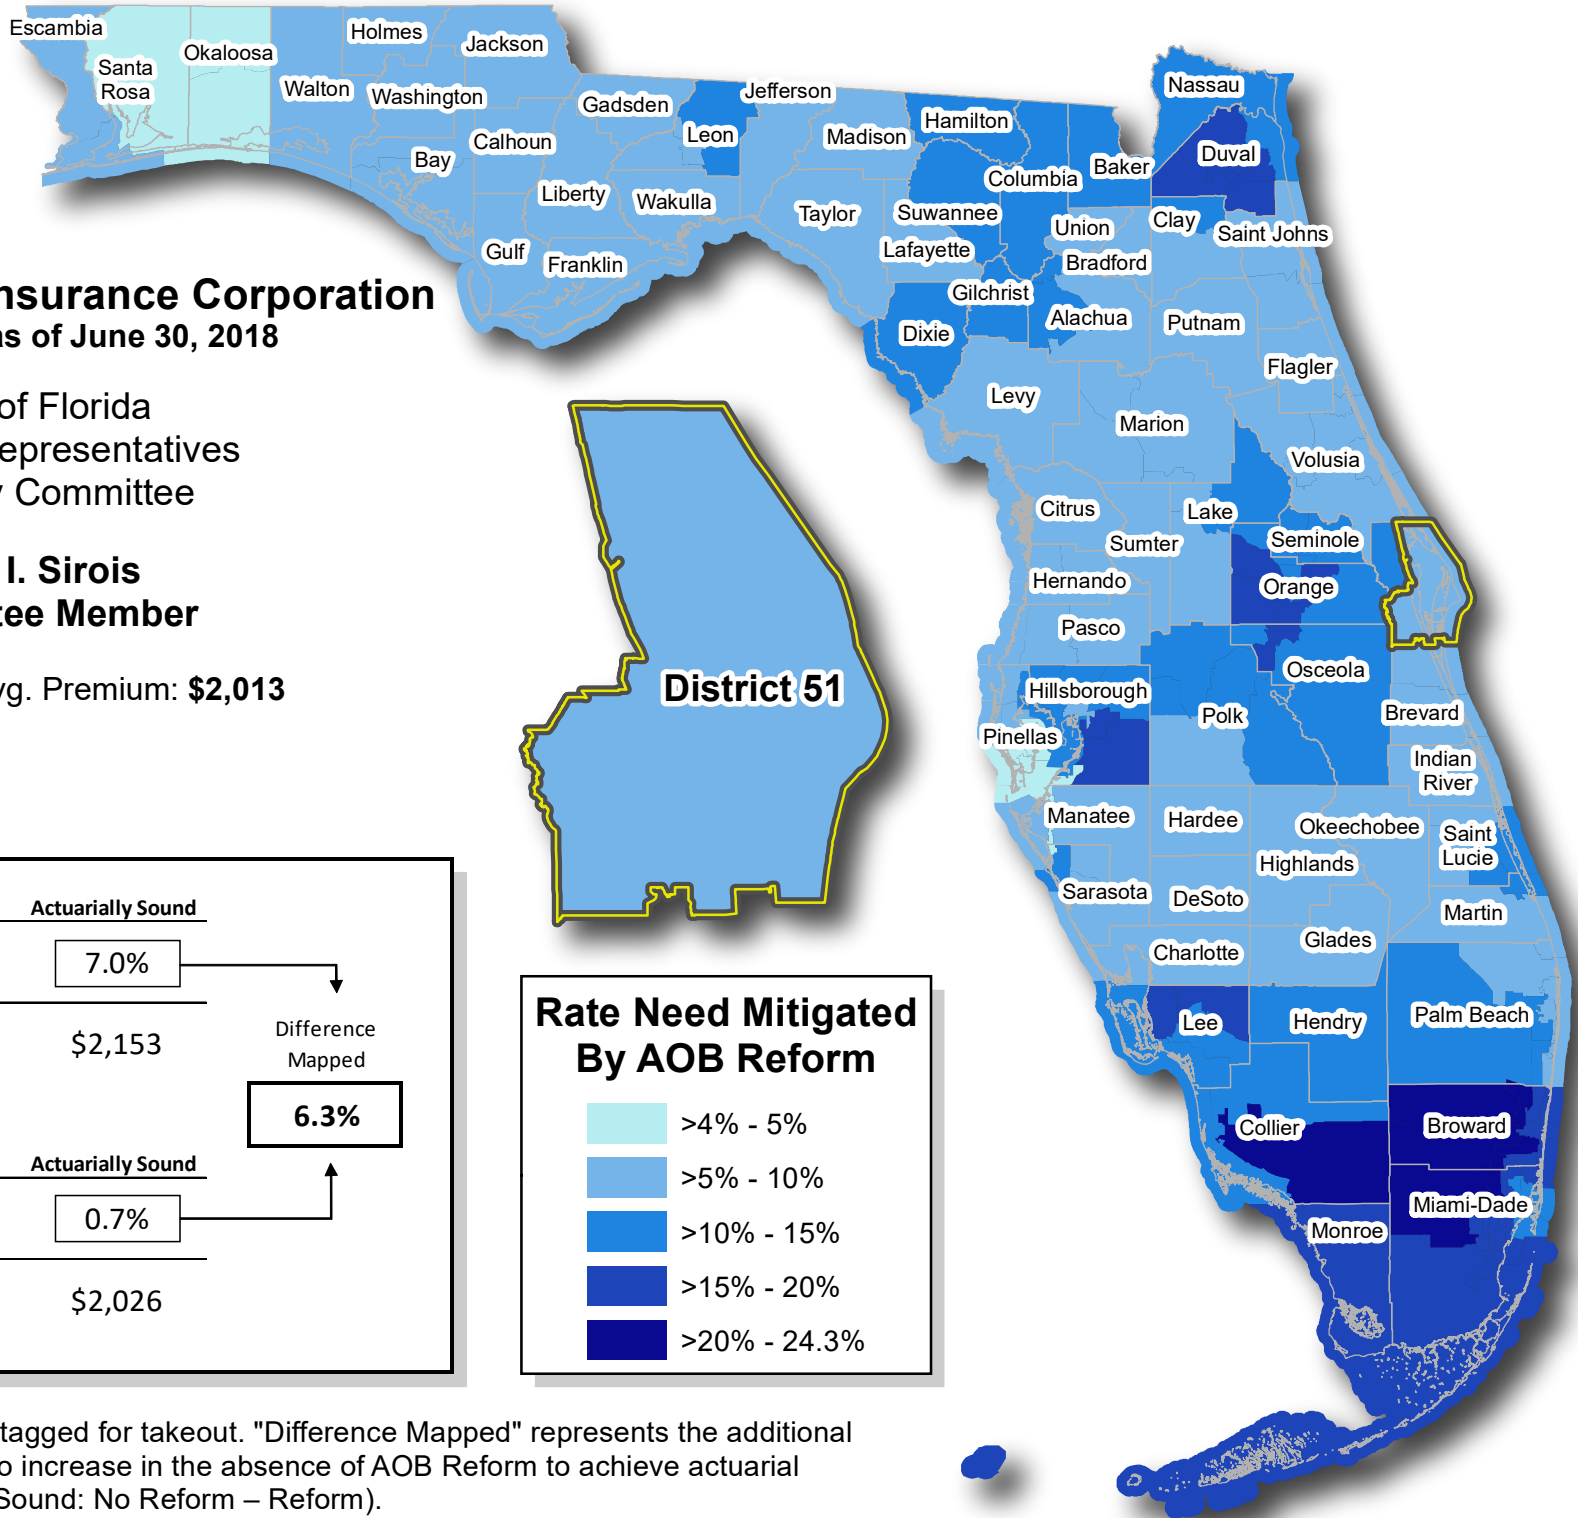 Escambia
Santa
Rosa
Okaloosa
Walton
Holmes
Washington
Jackson
Bay
Calhoun
Gulf
Liberty
Franklin
Gadsden
Leon
Wakulla
Jefferson
Madison
Taylor
Hamilton
Suwannee
Lafayette
Columbia
Baker
Nassau
Duval
Union
Clay
Saint Johns
Bradford
Gilchrist
Dixie
Alachua
Putnam
Flagler
Levy
Marion
Volusia
Citrus
Lake
Sumter
Seminole
Hernando
Orange
Pasco
Osceola
Hillsborough
Polk
Brevard
Pinellas
Indian
River
Manatee
Hardee
Okeechobee
Saint
Lucie
Highlands
Sarasota
DeSoto
Martin
Glades
Charlotte
Lee
Hendry
Palm Beach
Collier
Broward
Miami-Dade
Monroe
nsurance Corporation
as of June 30, 2018
of Florida
epresentatives
y Committee
I. Sirois
tee Member
vg. Premium: $2,013
District 51
Actuarially Sound
7.0%
$2,153
Difference
Mapped
6.3%
Actuarially Sound
0.7%
$2,026
Rate Need Mitigated
By AOB Reform
>4% - 5%
>5% - 10%
>10% - 15%
>15% - 20%
>20% - 24.3%
tagged for takeout. "Difference Mapped" represents the additional
o increase in the absence of AOB Reform to achieve actuarial
Sound: No Reform – Reform).